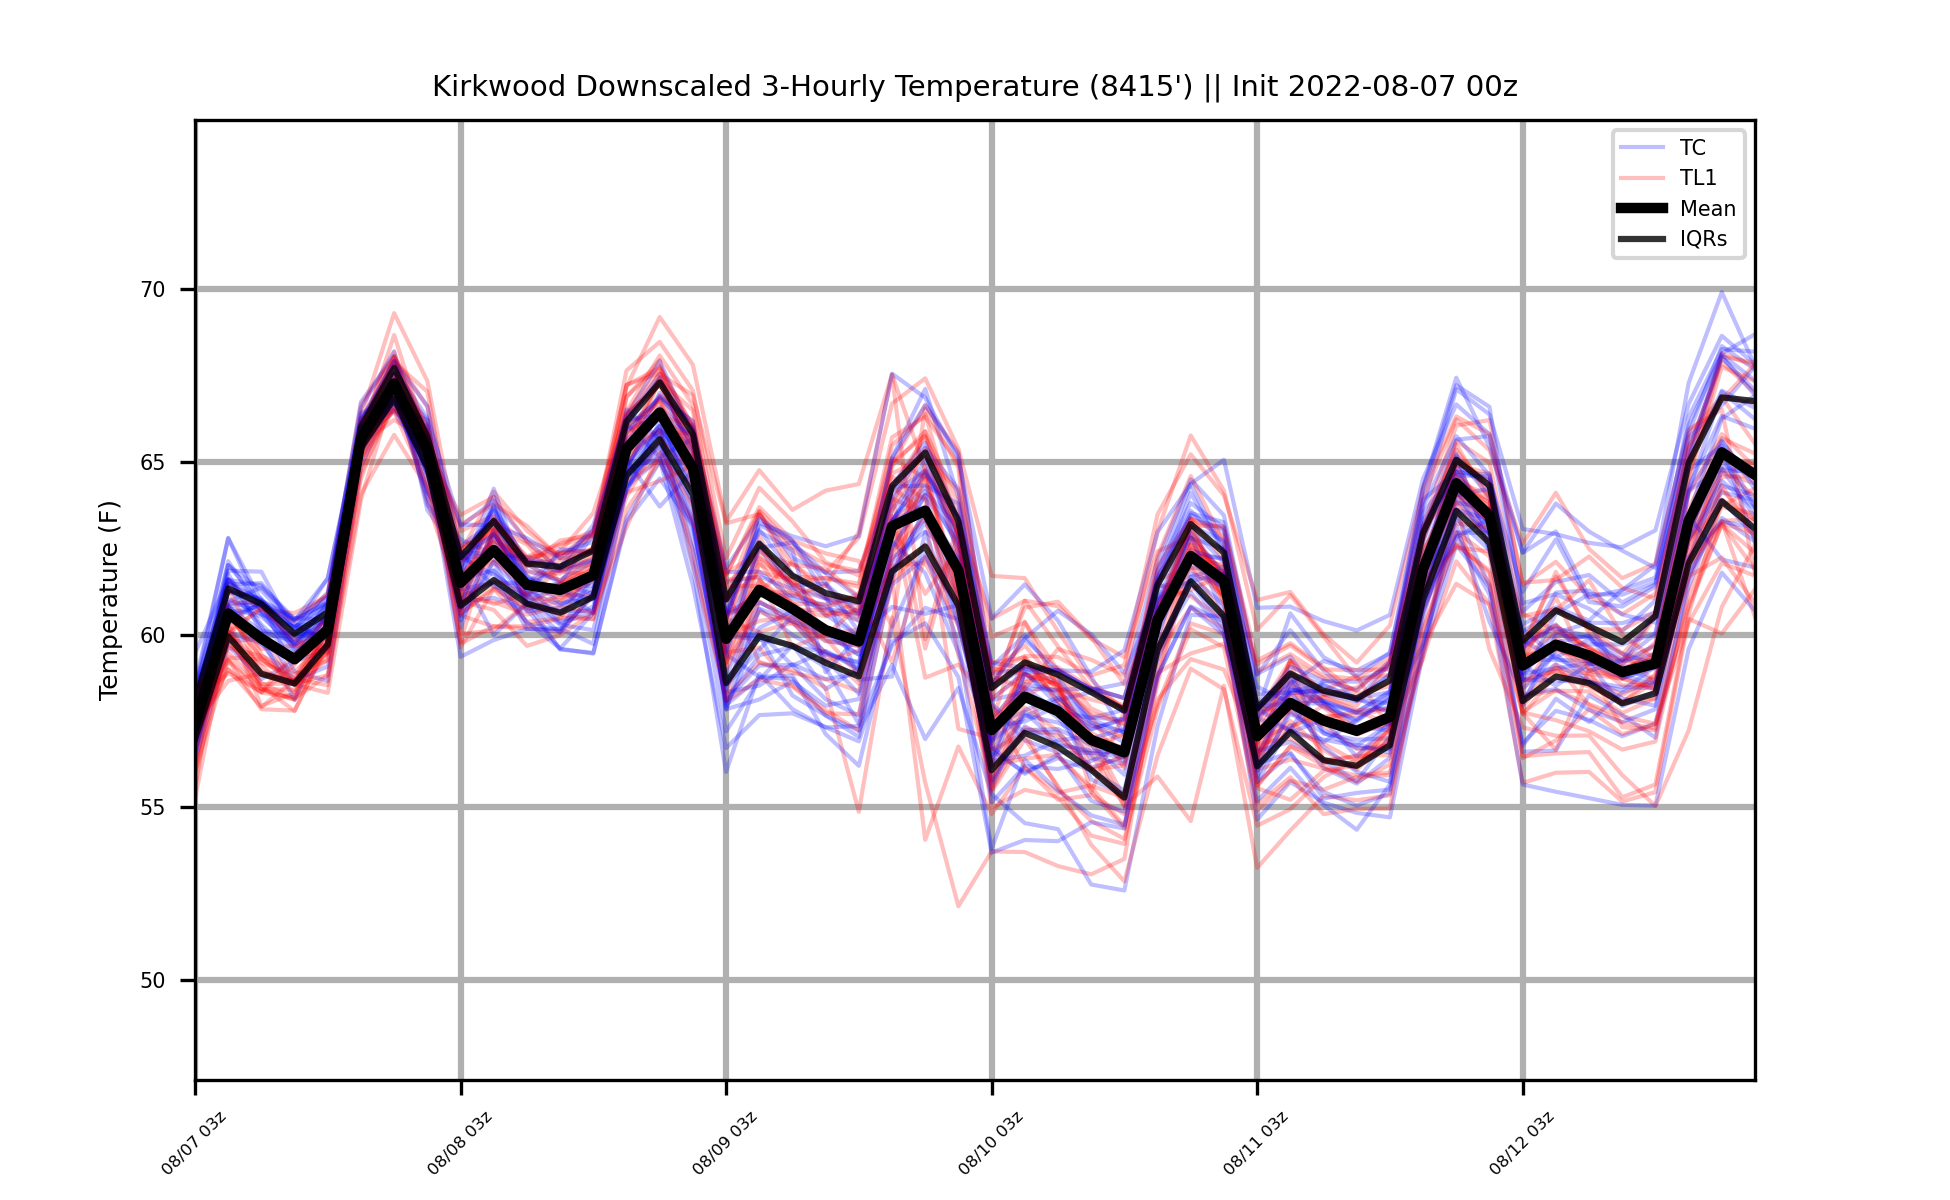 Kirkwood Downscaled 3-Hourly Temperature (8415') || Init 2022-08-07 00z
TC
TL1
Mean
IQRs
Temperature (F)
70
65
60
55
50
08/07 03z
08/08 03z
08/09 03z
08/10 03z
08/11 03z
08/12 03z